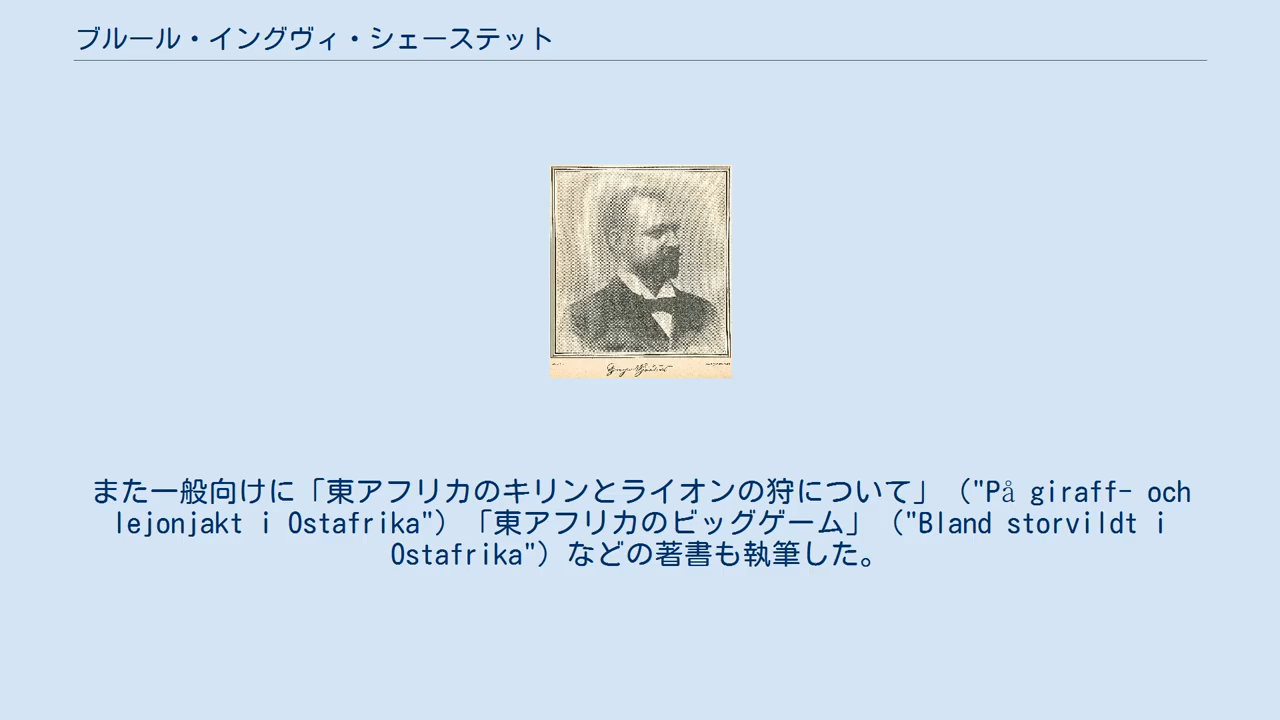 ブルール・イングヴィ・シェーステット
また一般向けに「東アフリカのキリンとライオンの狩について」（"På giraff- och
lejonjakt i Ostafrika"）「東アフリカのビッグゲーム」（"Bland storvildt i
Ostafrika"）などの著書も執筆した。